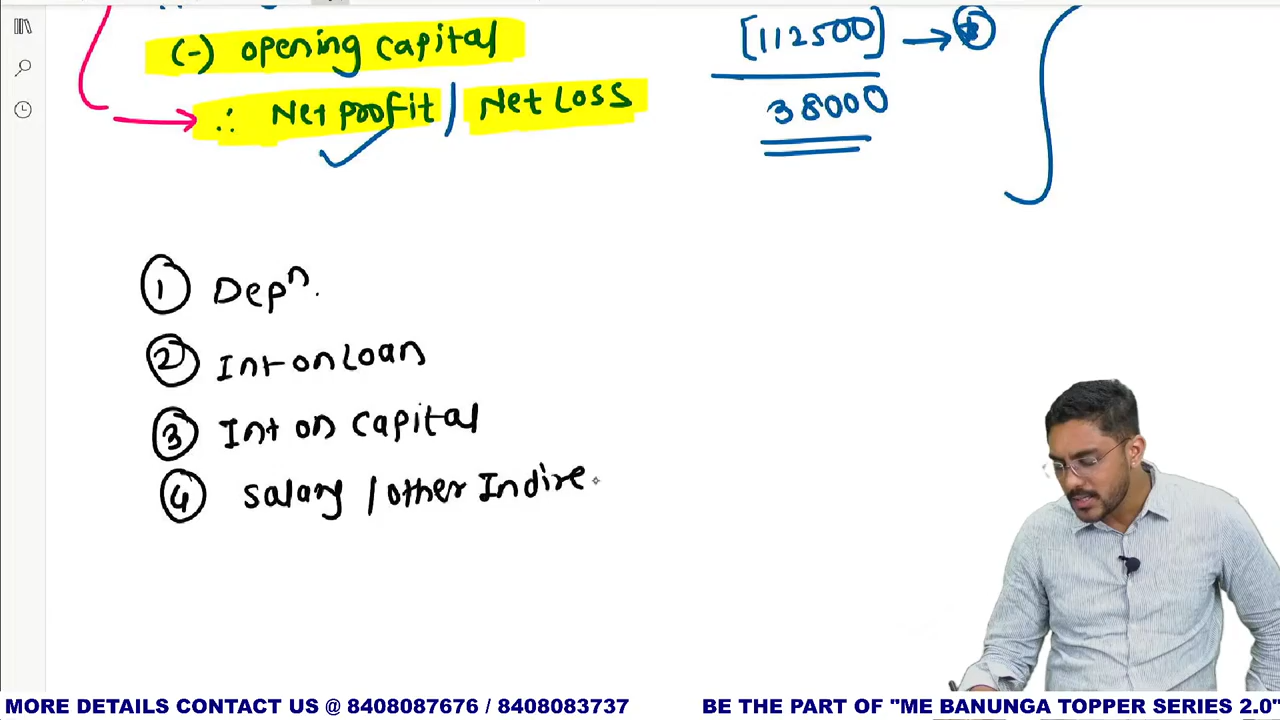 (-) opening capital [112500] →
∴ Net profit / Net Loss 38000
1 Depn.
2 Int on Loan
3 Int on capital
4 salary / other Indire
MORE DETAILS CONTACT US @ 8408087676 / 8408083737 BE THE PART OF "ME BANUNGA TOPPER SERIES 2.0"